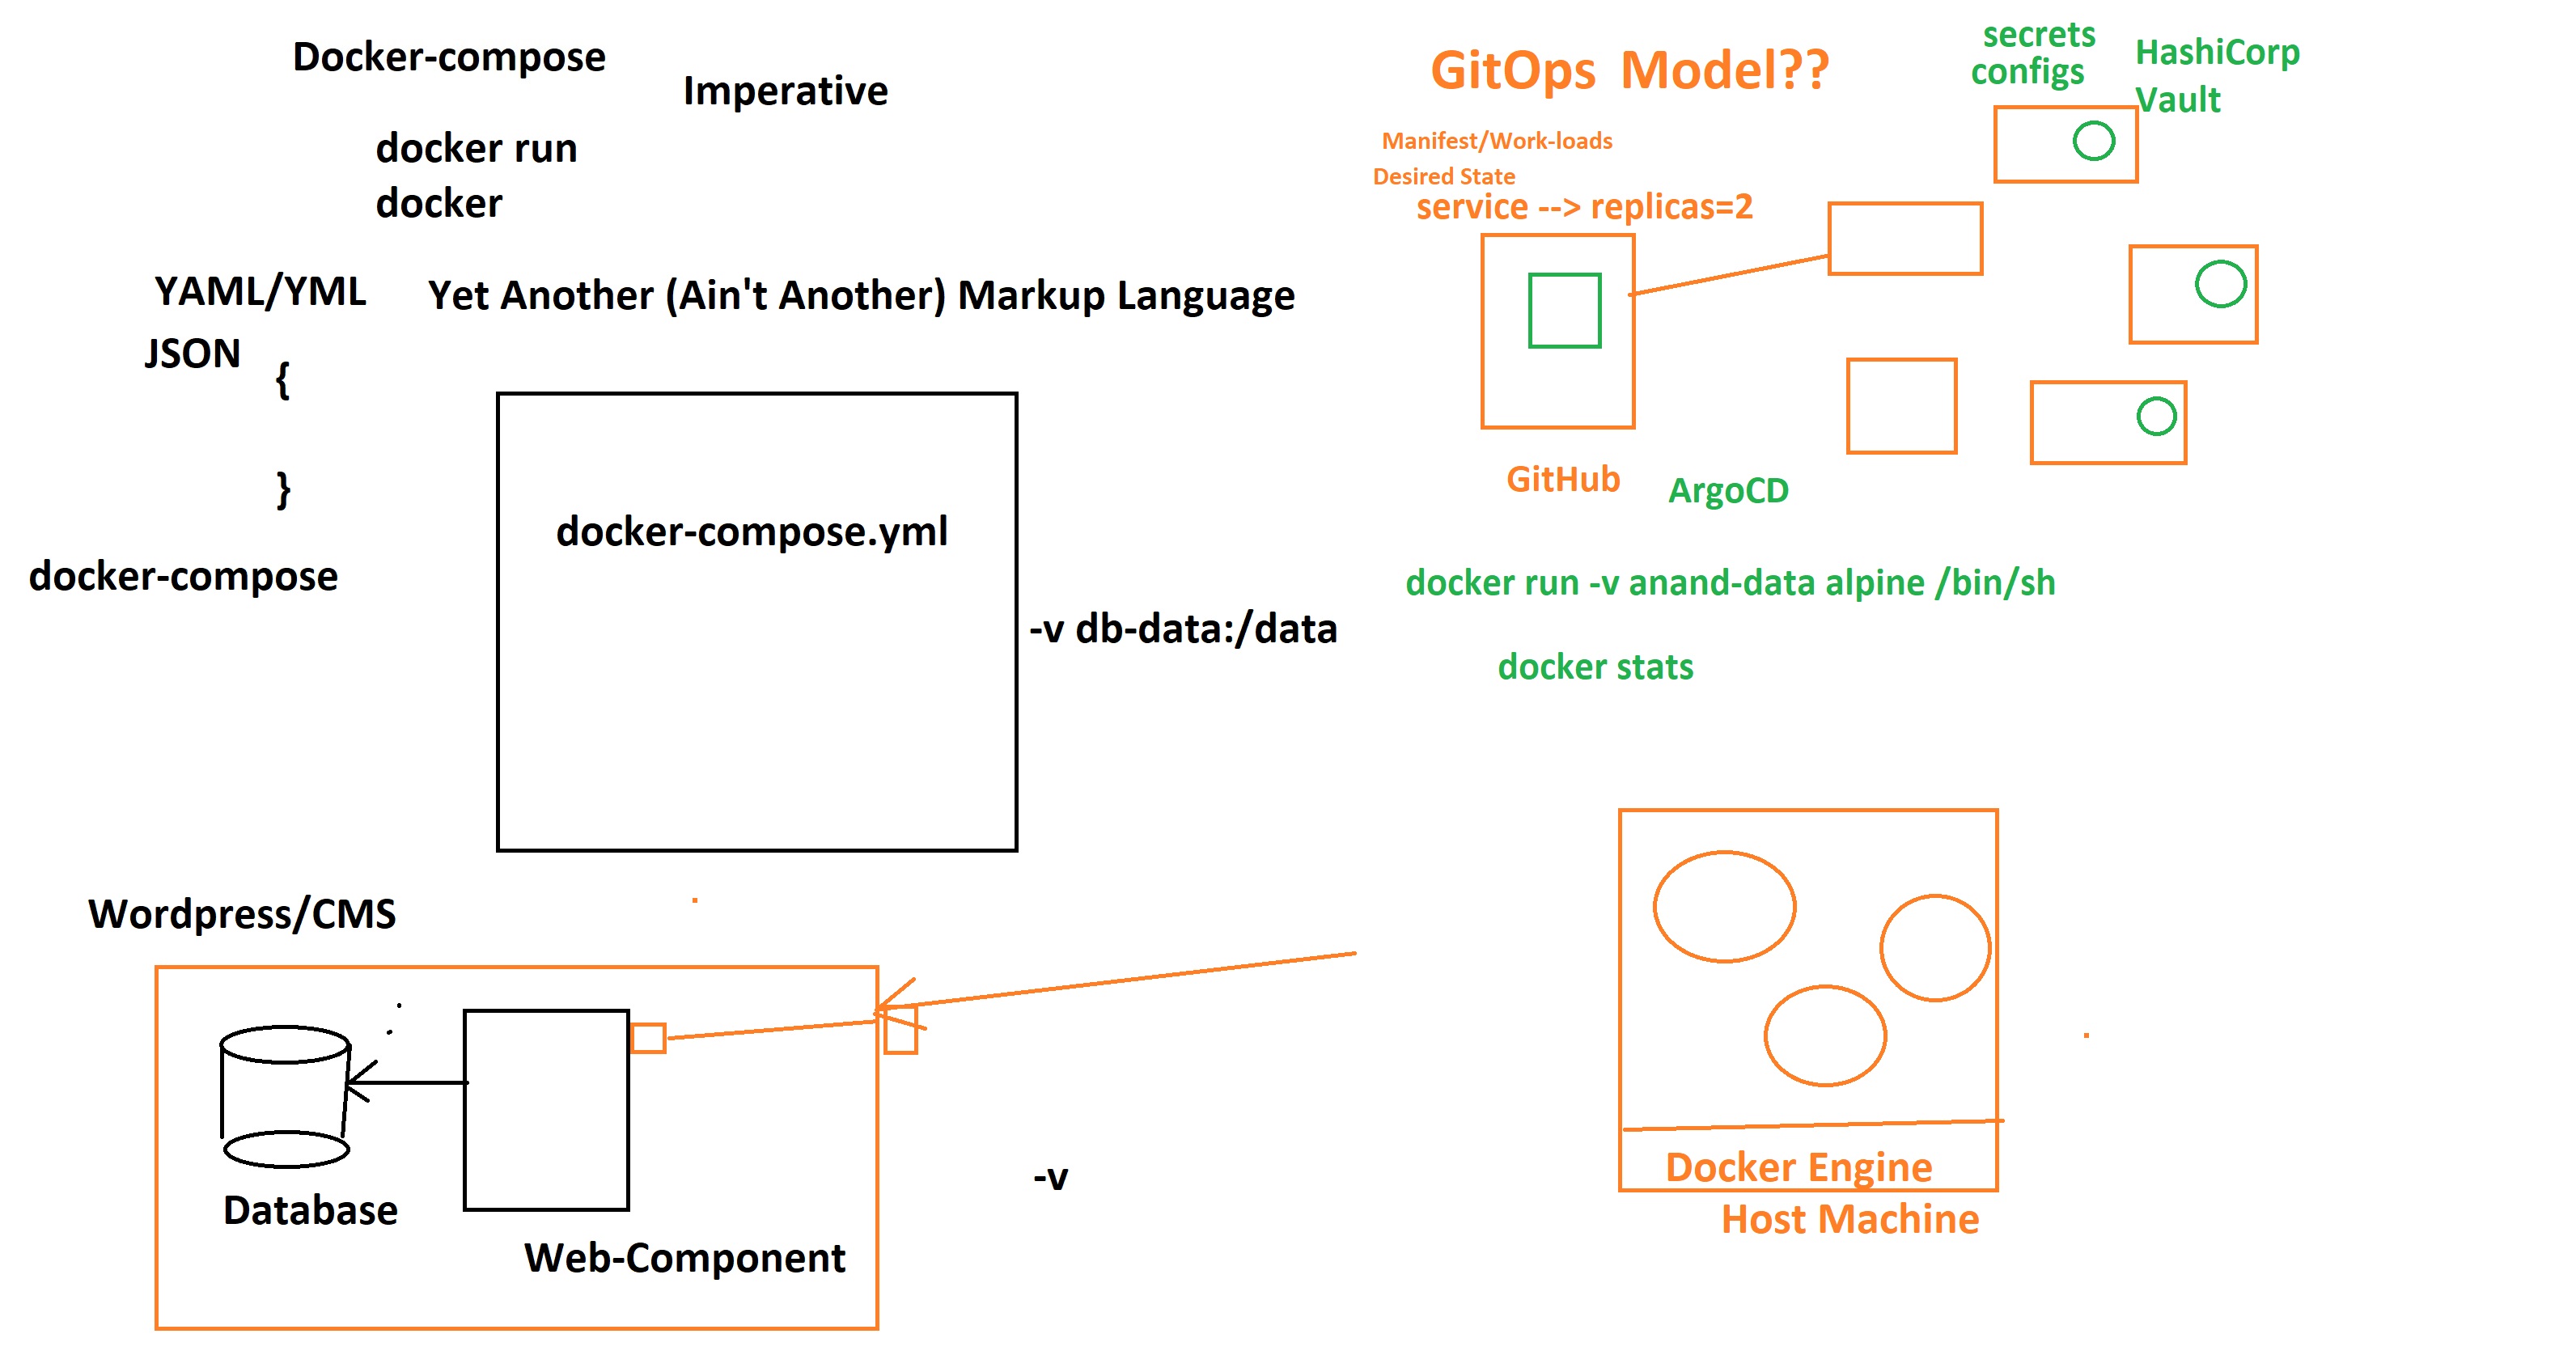 Docker-compose
Imperative
docker run
docker
YAML/YML
Yet Another (Ain't Another) Markup Language
JSON
{
}
docker-compose.yml
docker-compose
-v db-data:/data
Wordpress/CMS
Database
Web-Component
-v
GitOps Model??
secrets
configs
HashiCorp
Vault
Manifest/Work-loads
Desired State
service --> replicas=2
GitHub
ArgoCD
docker run -v anand-data alpine /bin/sh
docker stats
Docker Engine
Host Machine